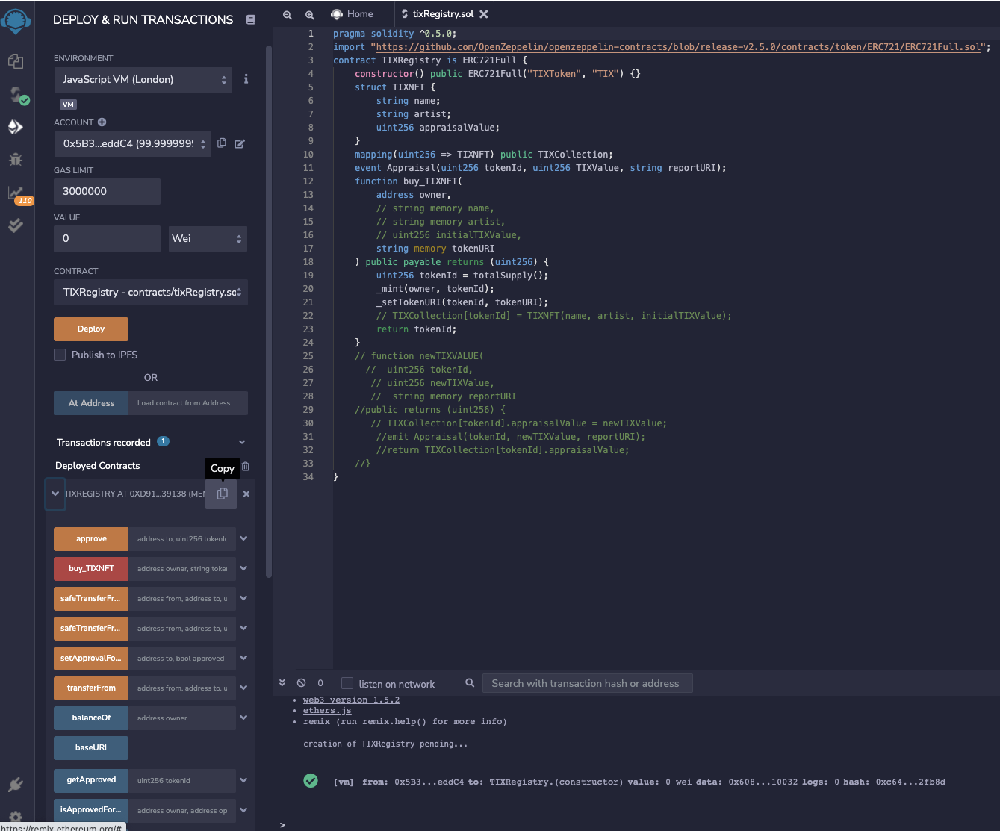 DEPLOY & RUN TRANSACTIONS
ENVIRONMENT
JavaScript VM (London)
VM
ACCOUNT
0x5B3...eddC4 (99.9999999
GAS LIMIT
3000000
VALUE
0
Wei
CONTRACT
TIXRegistry - contracts/tixRegistry.so
Deploy
Publish to IPFS
OR
At Address
Load contract from Address
Transactions recorded 1
Deployed Contracts
Copy
TIXREGISTRY AT 0XD91...39138 (MEM
approve
address to, uint256 tokenId
buy_TIXNFT
address owner, string token
safeTransferFr...
address from, address to, u
safeTransferFr...
address from, address to, u
setApprovalFo...
address to, bool approved
transferFrom
address from, address to, u
balanceOf
address owner
baseURI
getApproved
uint256 tokenId
isApprovedFor...
address owner, address op
110
https://remix.ethereum.org/#
Home
tixRegistry.sol
1 pragma solidity ^0.5.0;
2 import "https://github.com/OpenZeppelin/openzeppelin-contracts/blob/release-v2.5.0/contracts/token/ERC721/ERC721Full.sol";
3 contract TIXRegistry is ERC721Full {
4 constructor() public ERC721Full("TIXToken", "TIX") {}
5 struct TIXNFT {
6 string name;
7 string artist;
8 uint256 appraisalValue;
9 }
10 mapping(uint256 => TIXNFT) public TIXCollection;
11 event Appraisal(uint256 tokenId, uint256 TIXValue, string reportURI);
12 function buy_TIXNFT(
13 address owner,
14 // string memory name,
15 // string memory artist,
16 // uint256 initialTIXValue,
17 string memory tokenURI
18 ) public payable returns (uint256) {
19 uint256 tokenId = totalSupply();
20 _mint(owner, tokenId);
21 _setTokenURI(tokenId, tokenURI);
22 // TIXCollection[tokenId] = TIXNFT(name, artist, initialTIXValue);
23 return tokenId;
24 }
25 // function newTIXVALUE(
26 // uint256 tokenId,
27 // uint256 newTIXValue,
28 // string memory reportURI
29 //public returns (uint256) {
30 // TIXCollection[tokenId].appraisalValue = newTIXValue;
31 //emit Appraisal(tokenId, newTIXValue, reportURI);
32 //return TIXCollection[tokenId].appraisalValue;
33 //}
34 }
0
listen on network
Search with transaction hash or address
• web3 version 1.5.2
• ethers.js
• remix (run remix.help() for more info)
creation of TIXRegistry pending...
[vm] from: 0x5B3...eddC4 to: TIXRegistry.(constructor) value: 0 wei data: 0x608...10032 logs: 0 hash: 0xc64...2fb8d
>